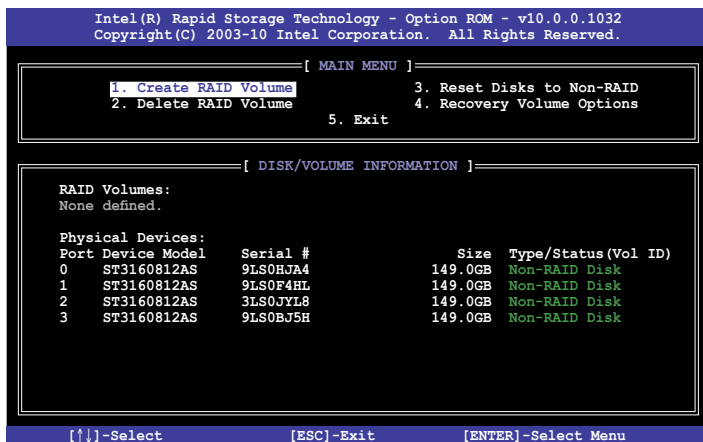 Intel(R) Rapid Storage Technology - Option ROM - v10.0.0.1032
Copyright(C) 2003-10 Intel Corporation.  All Rights Reserved.
[ MAIN MENU ]
1. Create RAID Volume 3. Reset Disks to Non-RAID
2. Delete RAID Volume 4. Recovery Volume Options
5. Exit
[ DISK/VOLUME INFORMATION ]
RAID Volumes:
None defined.
Physical Devices:
Port Device Model Serial # Size Type/Status(Vol ID)
0 ST3160812AS 9LS0HJA4 149.0GB Non-RAID Disk
1 ST3160812AS 9LS0F4HL 149.0GB Non-RAID Disk
2 ST3160812AS 3LS0JYL8 149.0GB Non-RAID Disk
3 ST3160812AS 9LS0BJ5H 149.0GB Non-RAID Disk
[↑↓]-Select [ESC]-Exit [ENTER]-Select Menu